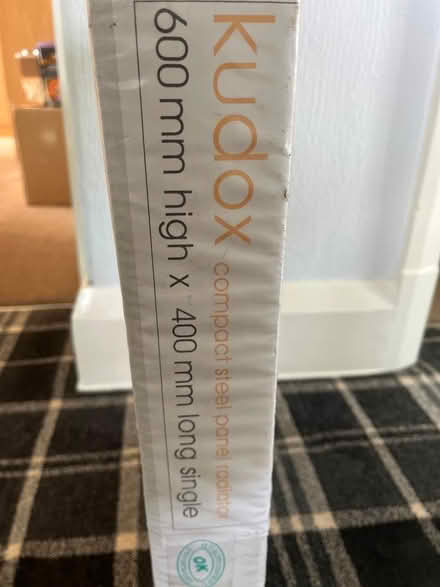 kudox compact steel panel radiator
600 mm high x 400 mm long single
OK